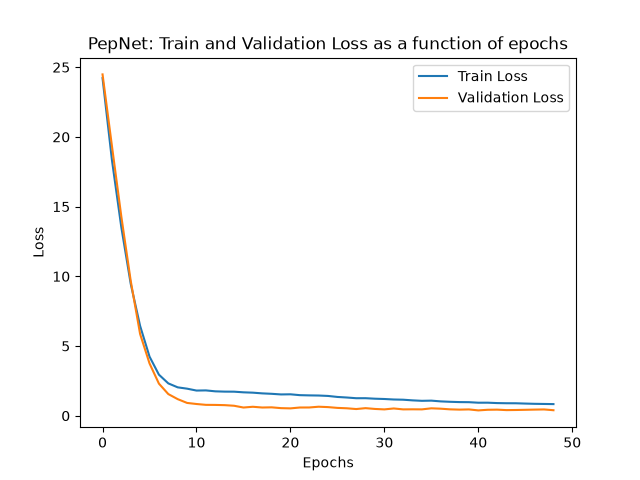 PepNet: Train and Validation Loss as a function of epochs
Train Loss
Validation Loss
25
20
15
10
5
0
Loss
0 10 20 30 40 50
Epochs